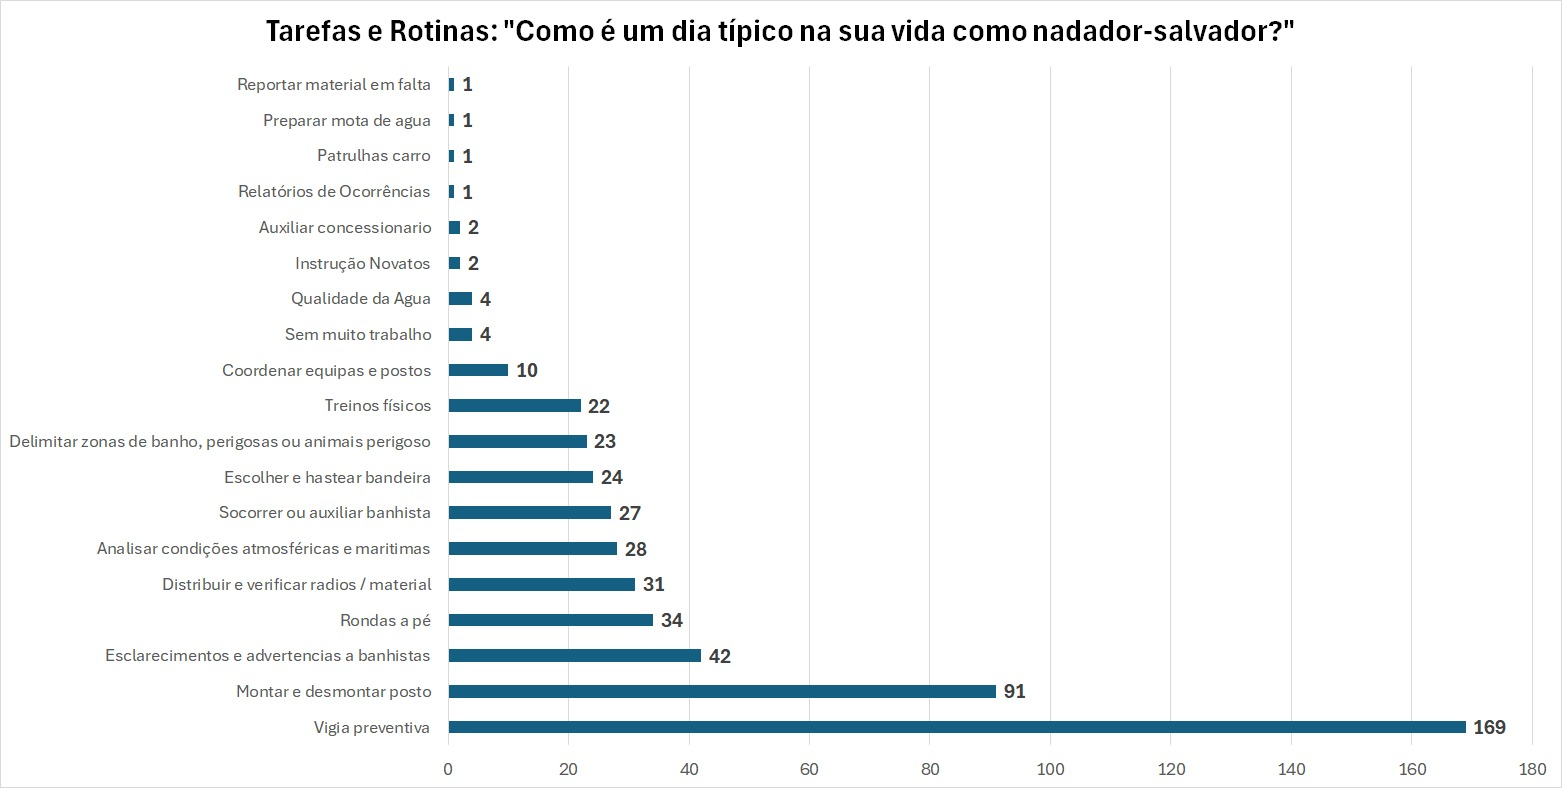 Tarefas e Rotinas: "Como é um dia típico na sua vida como nadador-salvador?"
Reportar material em falta 1
Preparar mota de agua 1
Patrulhas carro 1
Relatórios de Ocorrências 1
Auxiliar concessionario 2
Instrução Novatos 2
Qualidade da Agua 4
Sem muito trabalho 4
Coordenar equipas e postos 10
Treinos físicos 22
Delimitar zonas de banho, perigosas ou animais perigoso 23
Escolher e hastear bandeira 24
Socorrer ou auxiliar banhista 27
Analisar condições atmosféricas e maritimas 28
Distribuir e verificar radios / material 31
Rondas a pé 34
Esclarecimentos e advertencias a banhistas 42
Montar e desmontar posto 91
Vigia preventiva 169
0 20 40 60 80 100 120 140 160 180